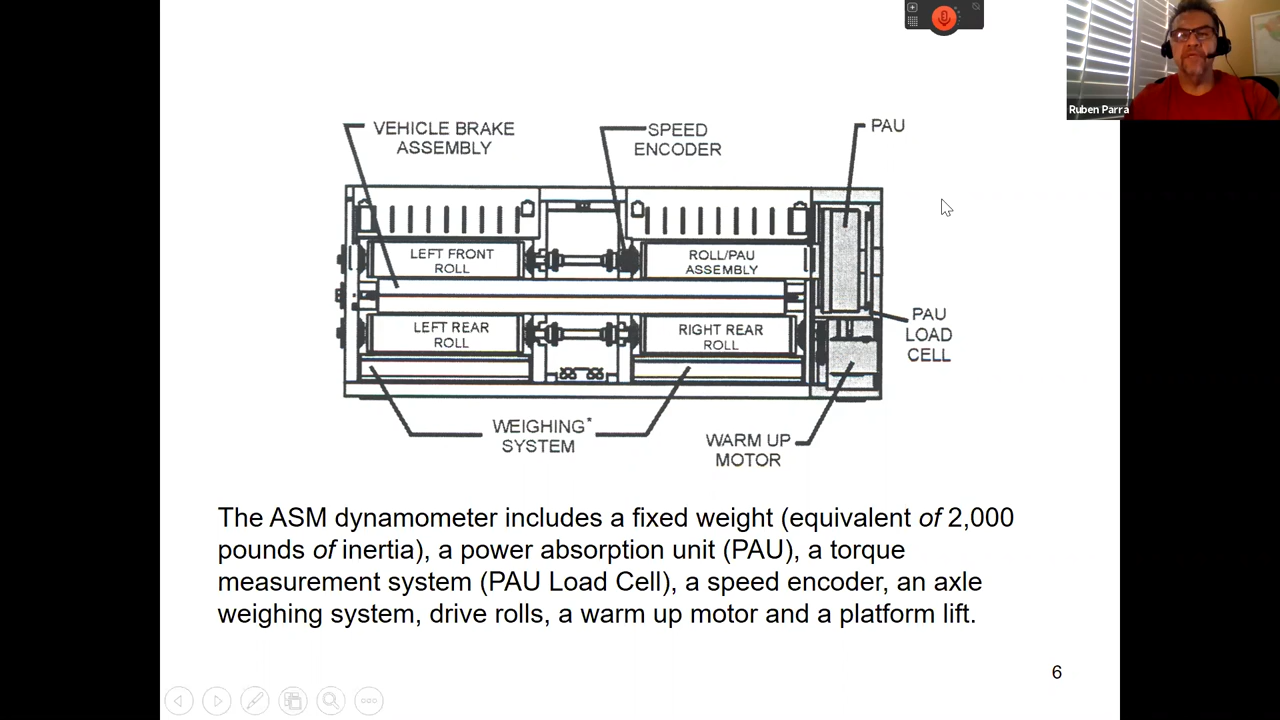 Ruben Parra
VEHICLE BRAKE
ASSEMBLY
SPEED
ENCODER
PAU
LEFT FRONT
ROLL
ROLL/PAU
ASSEMBLY
LEFT REAR
ROLL
RIGHT REAR
ROLL
PAU
LOAD
CELL
WEIGHING*
SYSTEM
WARM UP
MOTOR
The ASM dynamometer includes a fixed weight (equivalent of 2,000
pounds of inertia), a power absorption unit (PAU), a torque
measurement system (PAU Load Cell), a speed encoder, an axle
weighing system, drive rolls, a warm up motor and a platform lift.
6